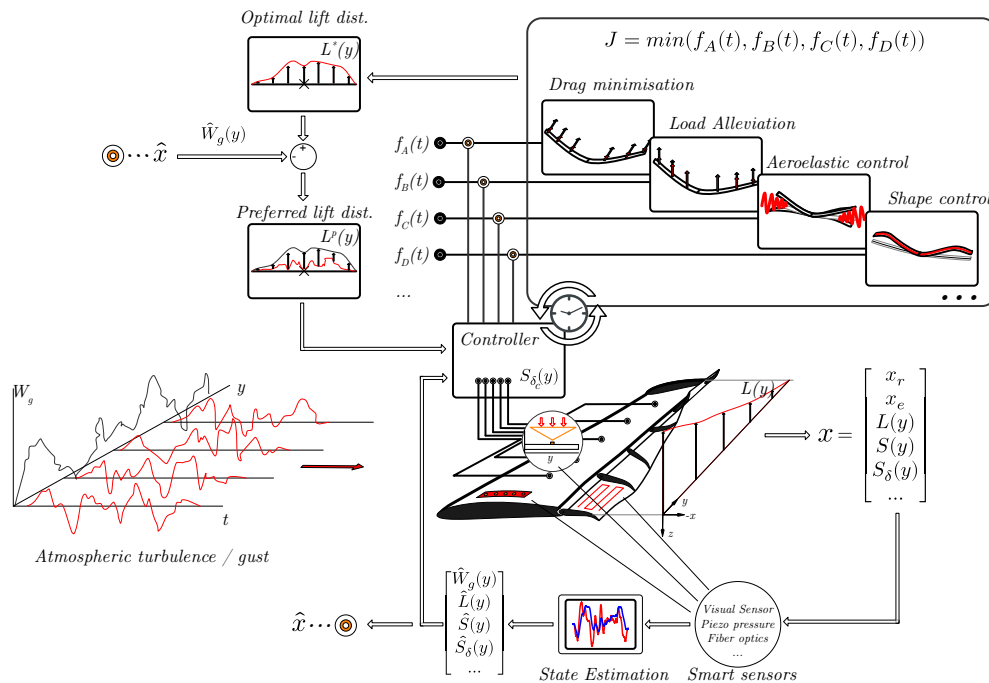 Optimal lift dist.
L*(y)
J = min(f_A(t), f_B(t), f_C(t), f_D(t))
Drag minimisation
Load Alleviation
Aeroelastic control
Shape control
...
x̂
Ŵ_g(y)
+
-
f_A(t)
f_B(t)
f_C(t)
f_D(t)
...
Preferred lift dist.
L^p(y)
Controller
S_{δ_c}(y)
y
W_g
y
t
Atmospheric turbulence / gust
L(y)
y
-x
z
x =
x_r
x_e
L(y)
S(y)
S_δ(y)
...
Visual Sensor
Piezo pressure
Fiber optics
...
Smart sensors
State Estimation
Ŵ_g(y)
L̂(y)
Ŝ(y)
Ŝ_δ(y)
...
x̂